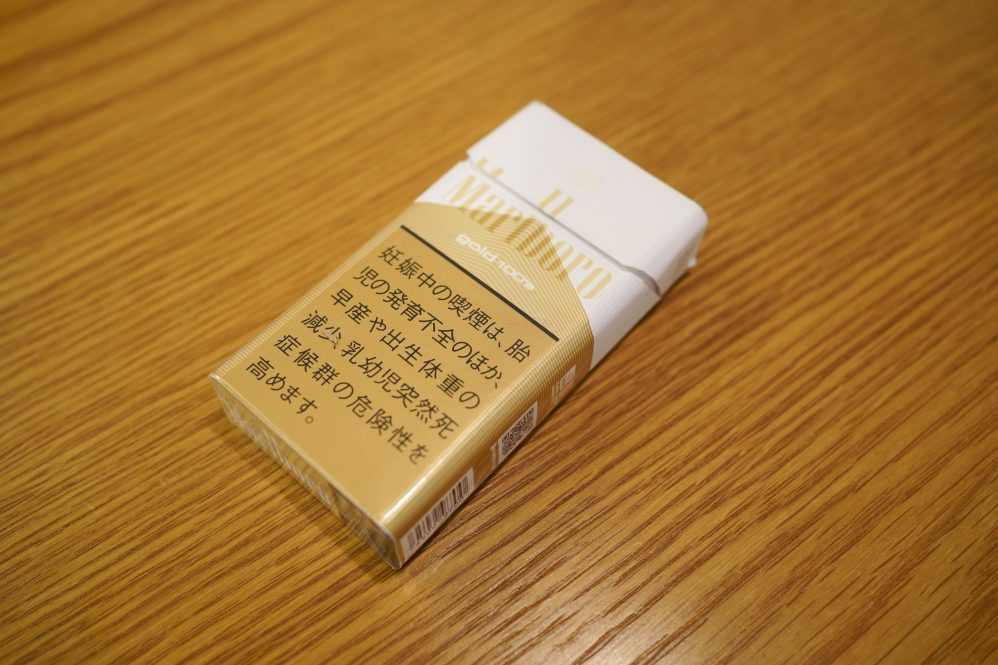 Marlboro
gold 100's
妊娠中の喫煙は、胎
児の発育不全のほか、
早産や出生体重の
減少、乳幼児突然死
症候群の危険性を
高めます。